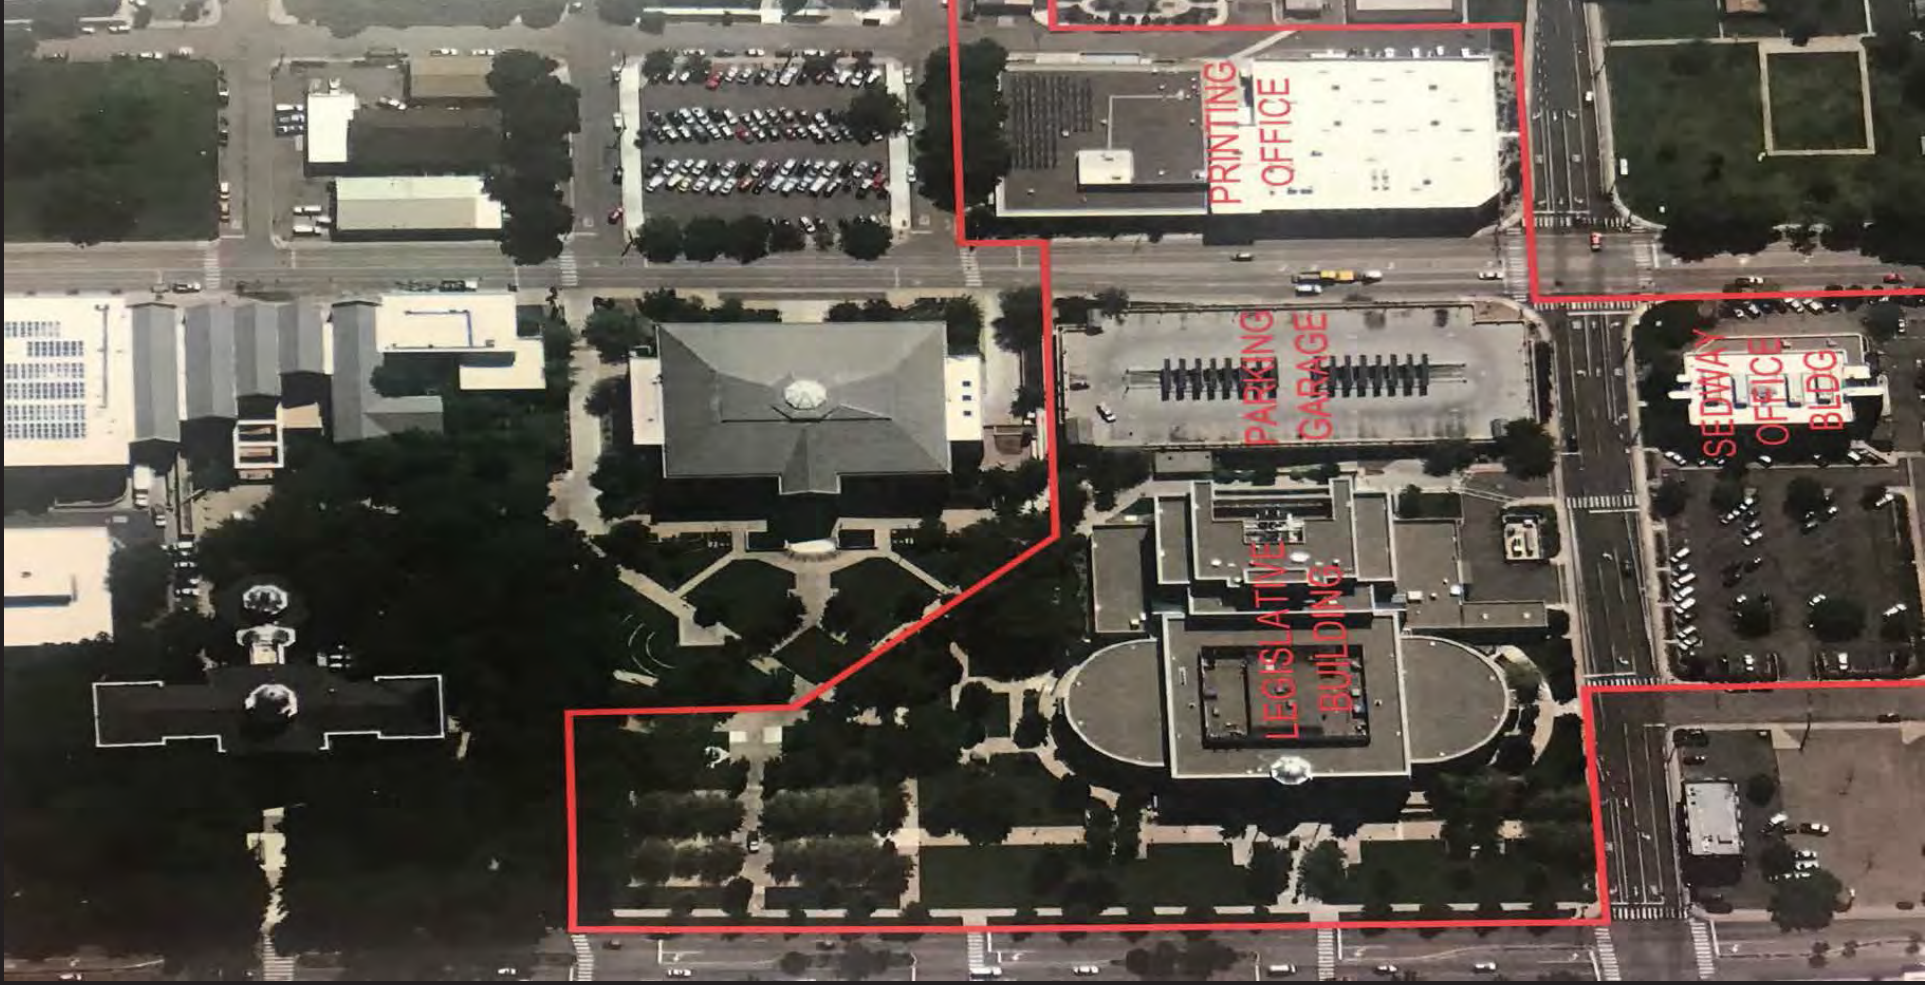 PRINTING
OFFICE
PARKING
GARAGE
SEDWAY
OFFICE
BLDG
LEGISLATIVE
BUILDING